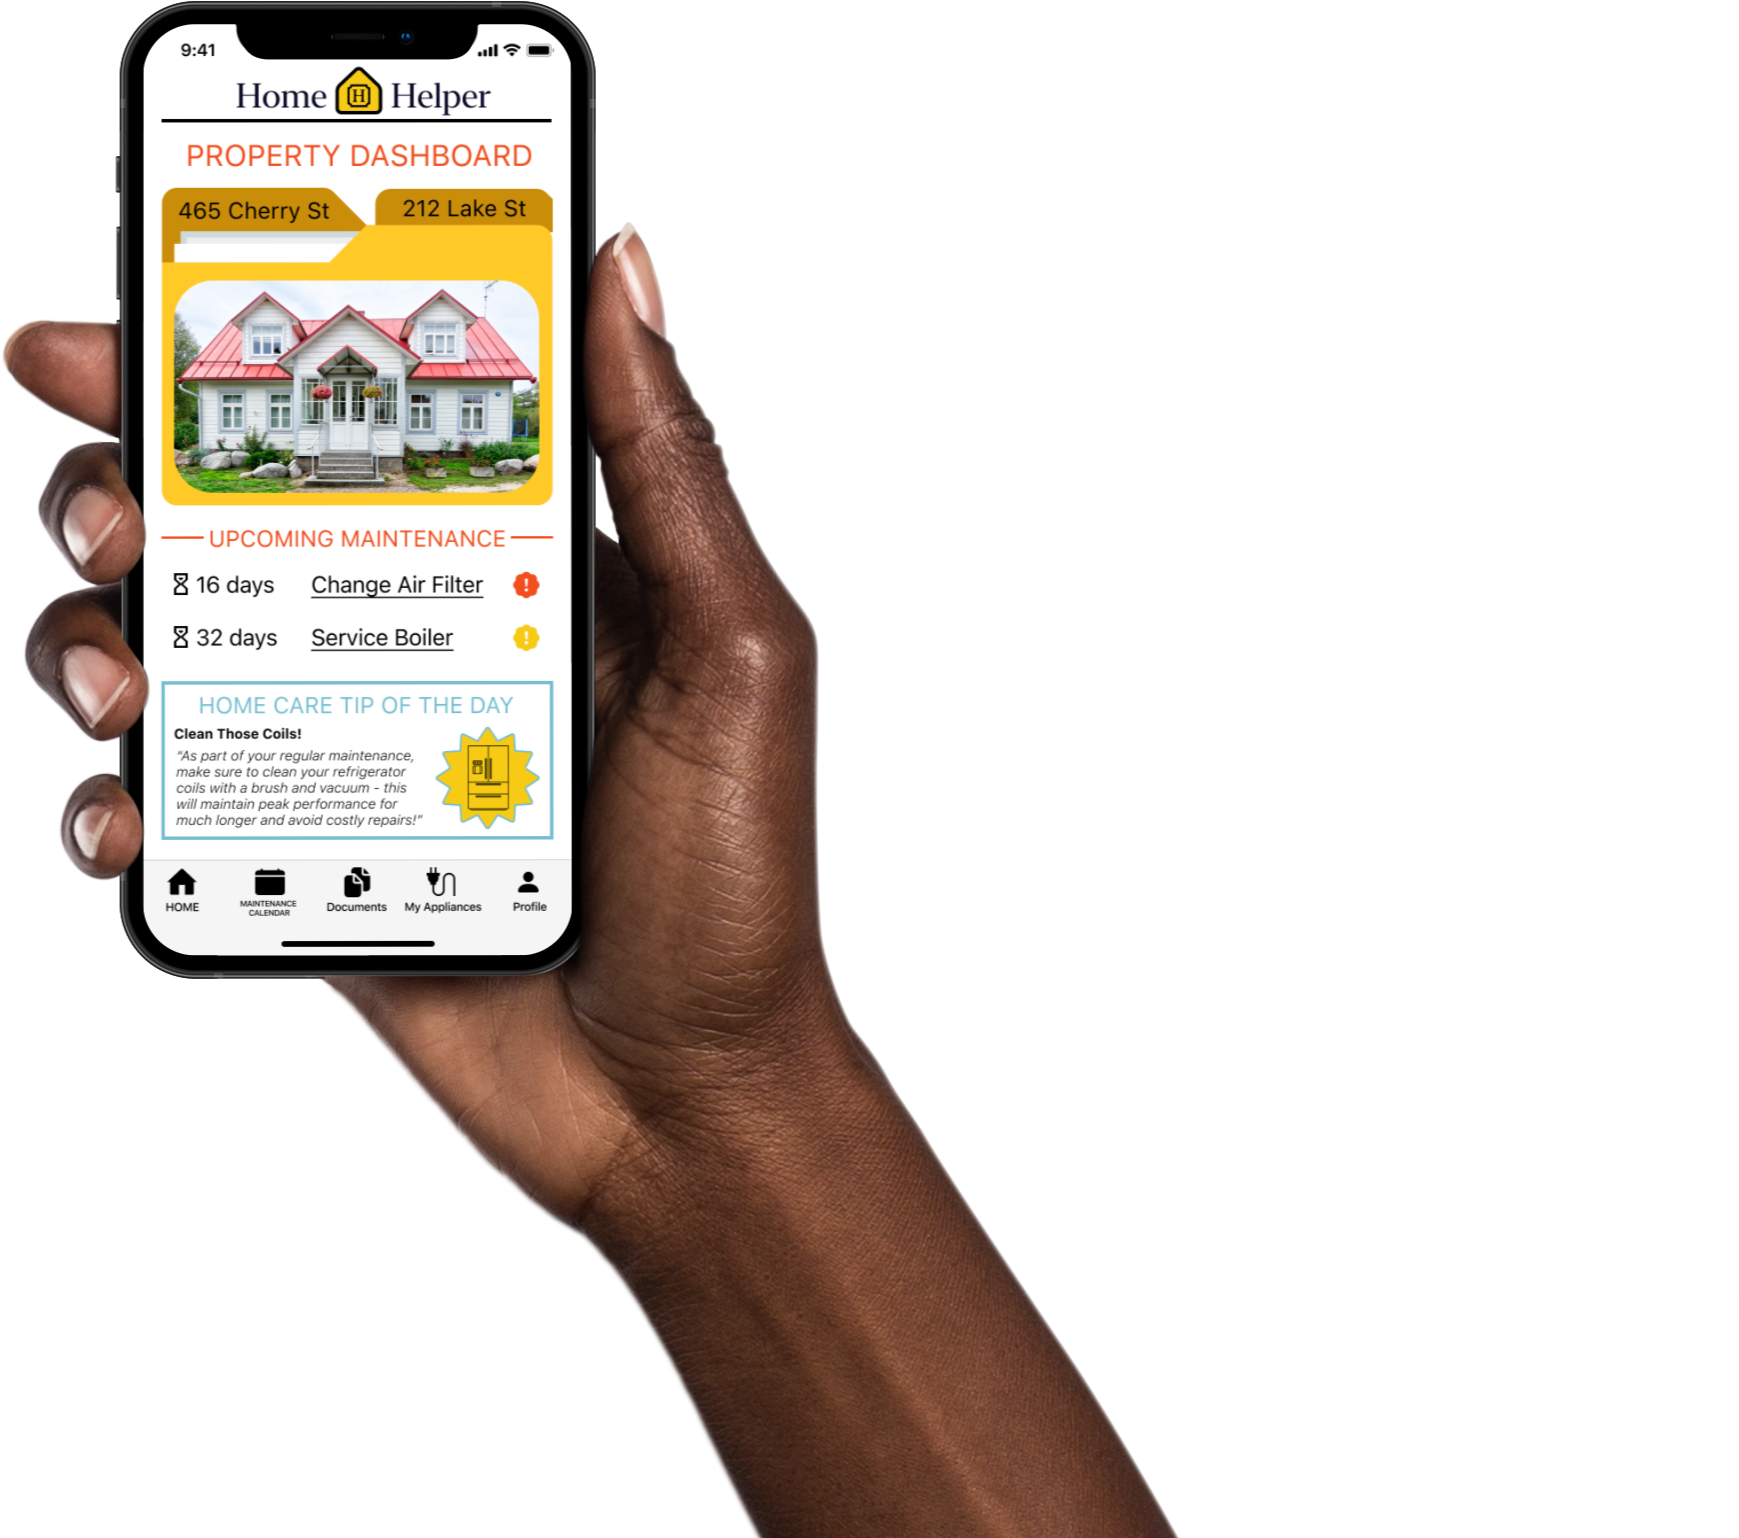 9:41
Home H Helper
PROPERTY DASHBOARD
465 Cherry St
212 Lake St
UPCOMING MAINTENANCE
16 days Change Air Filter !
32 days Service Boiler !
HOME CARE TIP OF THE DAY
Clean Those Coils!
“As part of your regular maintenance,
make sure to clean your refrigerator
coils with a brush and vacuum - this
will maintain peak performance for
much longer and avoid costly repairs!”
HOME
MAINTENANCE
CALENDAR
Documents
My Appliances
Profile